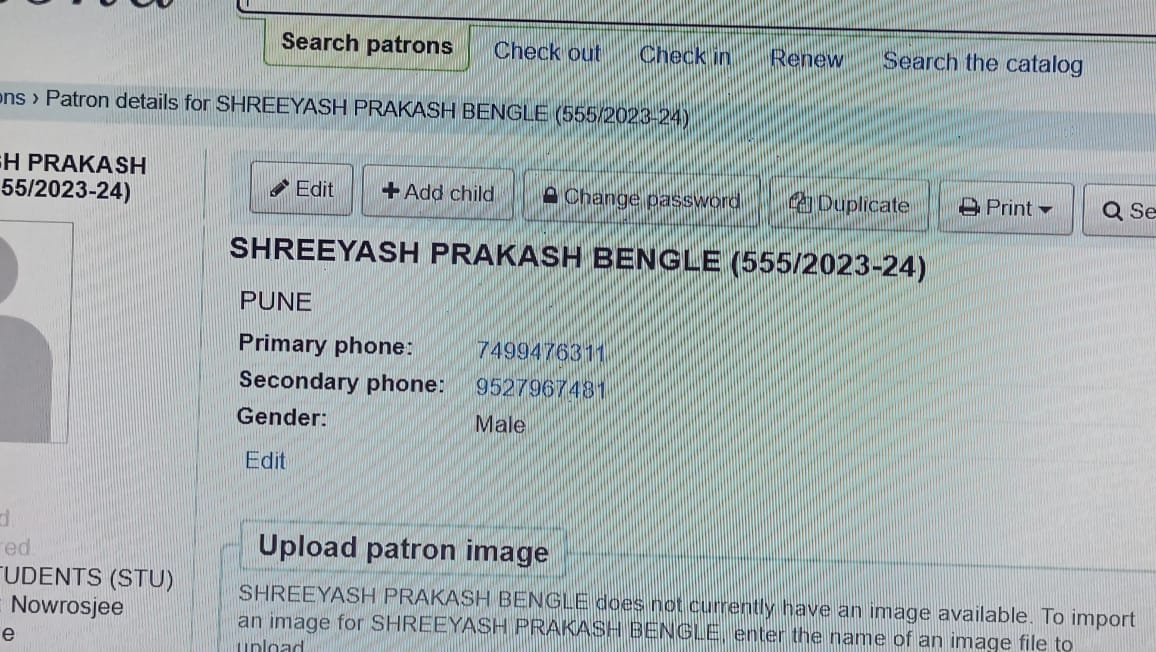 Search patrons Check out Check in Renew Search the catalog
ons › Patron details for SHREEYASH PRAKASH BENGLE (555/2023-24)
H PRAKASH
55/2023-24)
Edit Add child Change password Duplicate Print Se
SHREEYASH PRAKASH BENGLE (555/2023-24)
PUNE
Primary phone: 7499476311
Secondary phone: 9527967481
Gender: Male
Edit
d
red
Upload patron image
UDENTS (STU)
Nowrosjee
e
SHREEYASH PRAKASH BENGLE does not currently have an image available. To import
an image for SHREEYASH PRAKASH BENGLE, enter the name of an image file to
upload